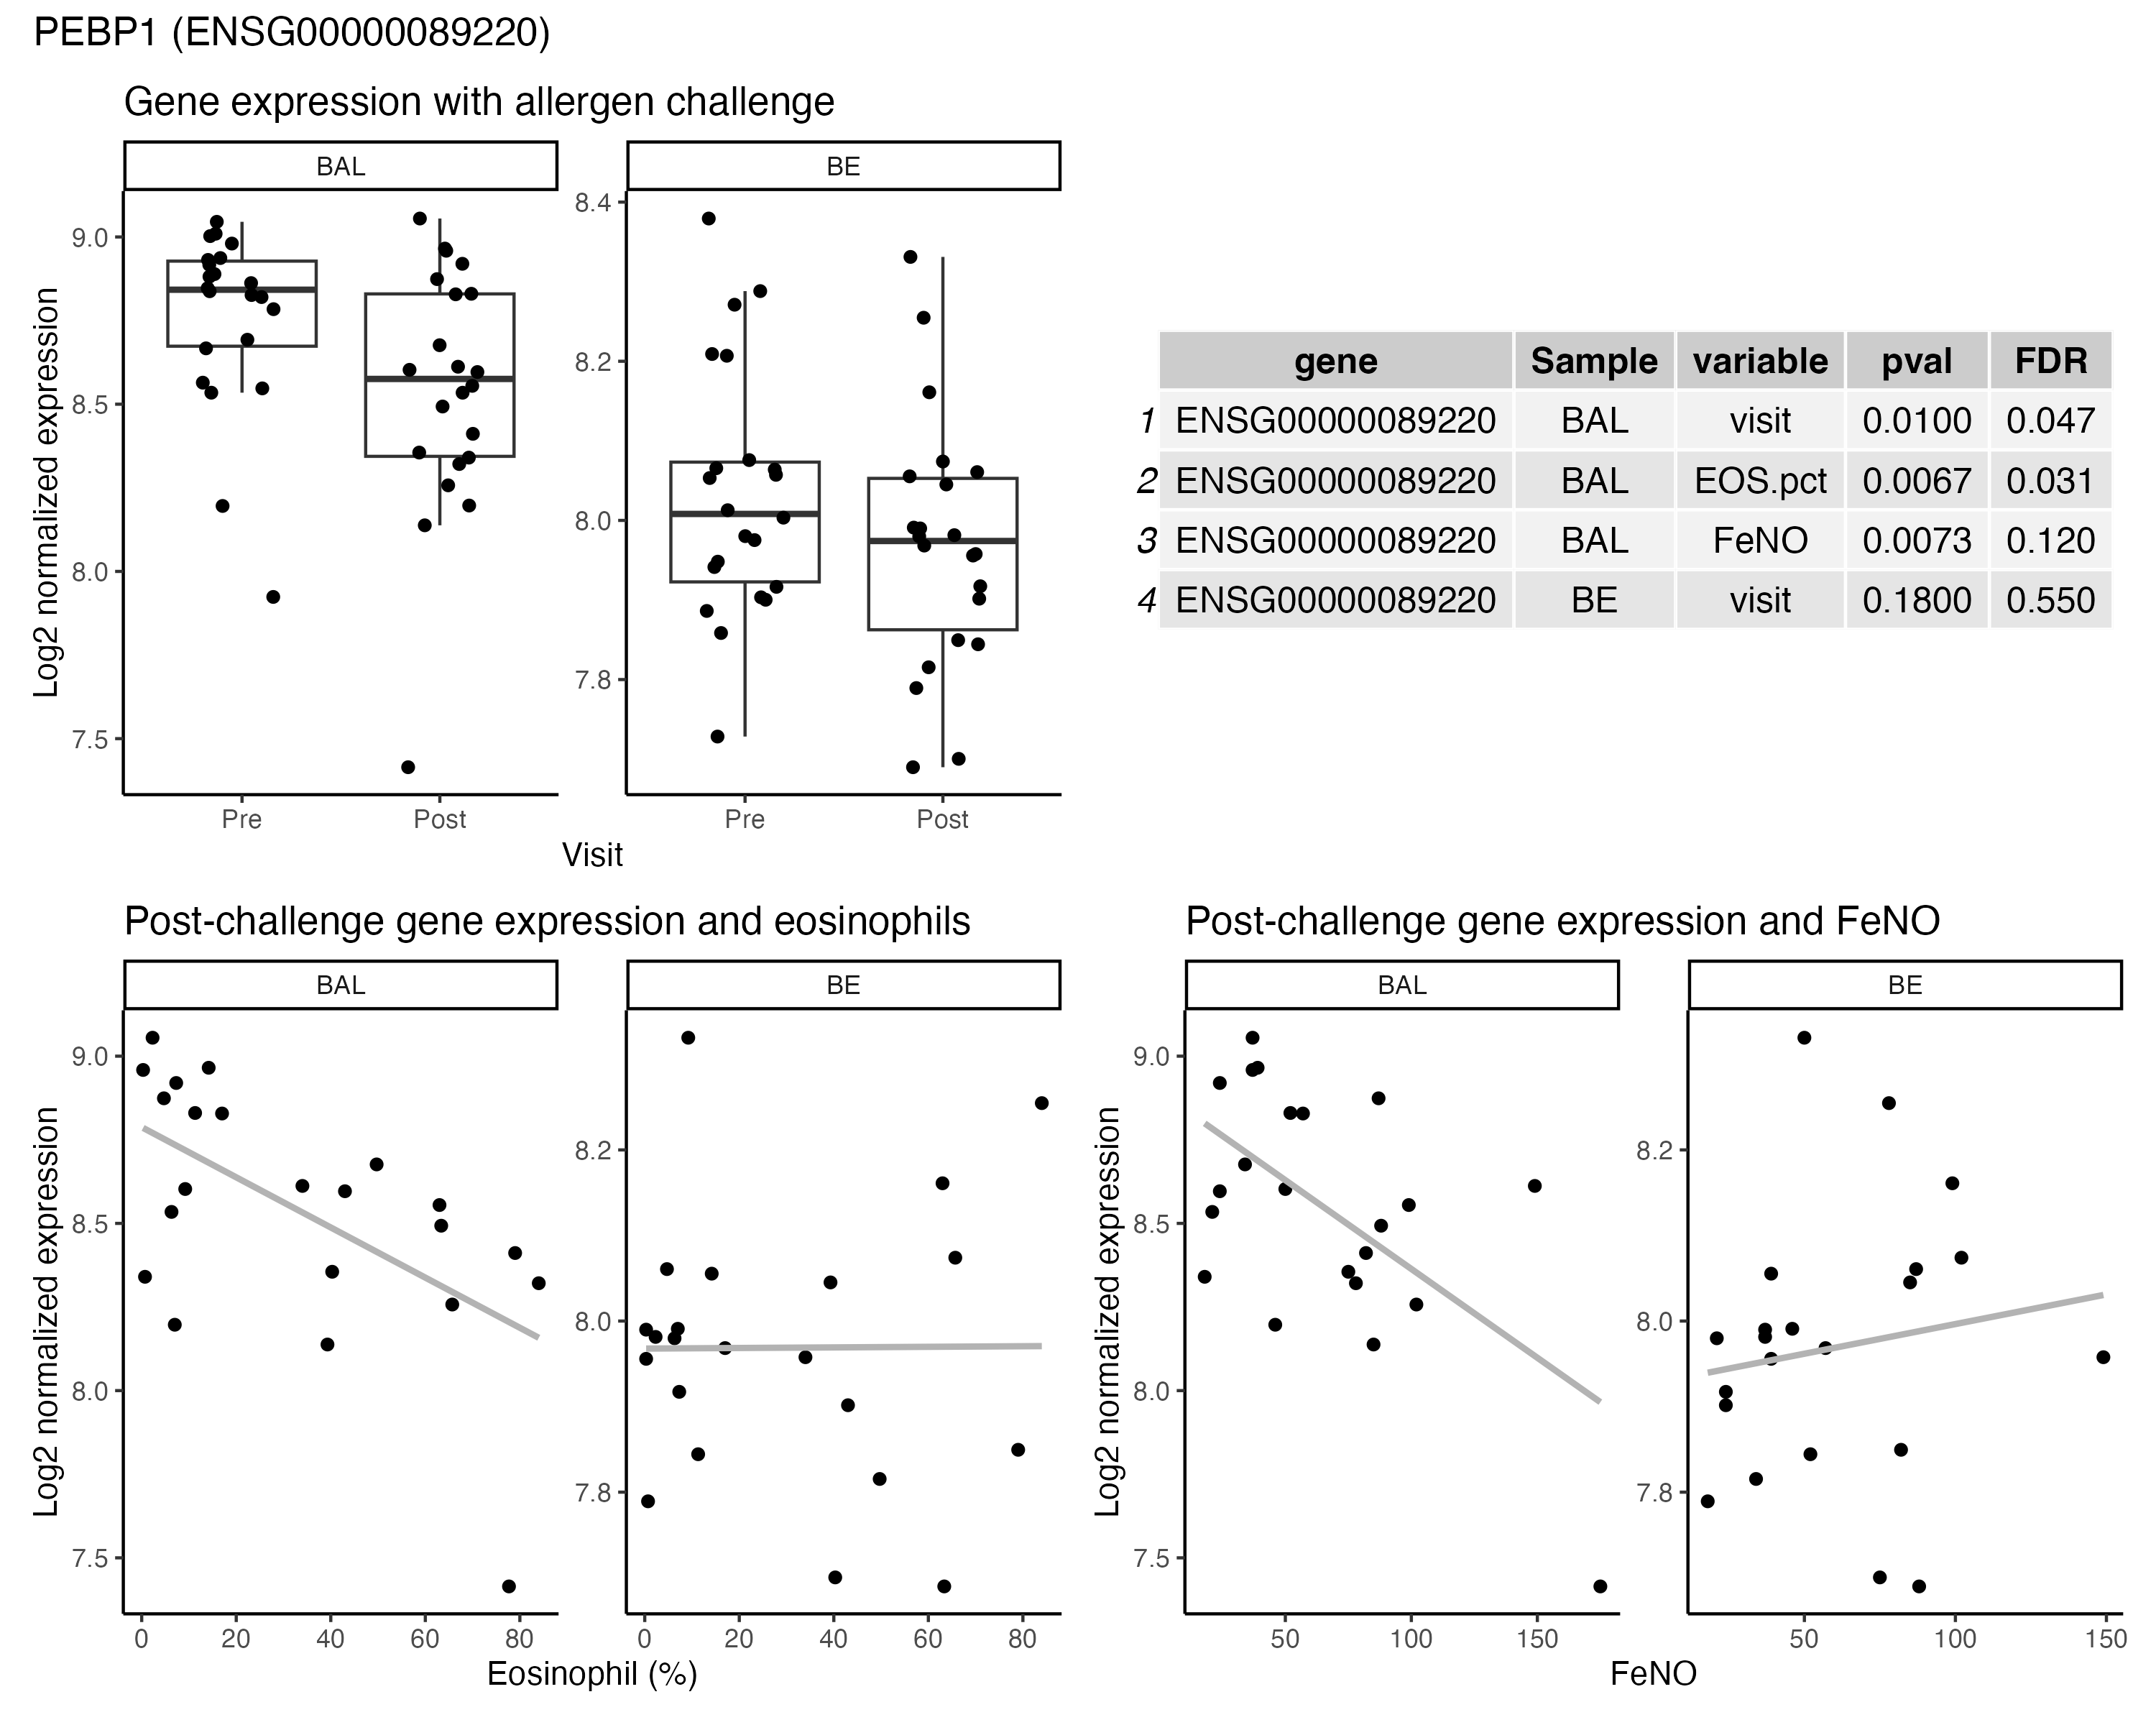 PEBP1 (ENSG00000089220)
Gene expression with allergen challenge
BAL
BE
Log2 normalized expression
9.0
8.5
8.0
7.5
8.4
8.2
8.0
7.8
Pre
Post
Pre
Post
Visit
gene Sample variable pval FDR
1 ENSG00000089220 BAL visit 0.0100 0.047
2 ENSG00000089220 BAL EOS.pct 0.0067 0.031
3 ENSG00000089220 BAL FeNO 0.0073 0.120
4 ENSG00000089220 BE visit 0.1800 0.550
Post-challenge gene expression and eosinophils
BAL
BE
Log2 normalized expression
9.0
8.5
8.0
7.5
8.2
8.0
7.8
0 20 40 60 80
0 20 40 60 80
Eosinophil (%)
Post-challenge gene expression and FeNO
BAL
BE
Log2 normalized expression
9.0
8.5
8.0
7.5
8.2
8.0
7.8
50 100 150
50 100 150
FeNO